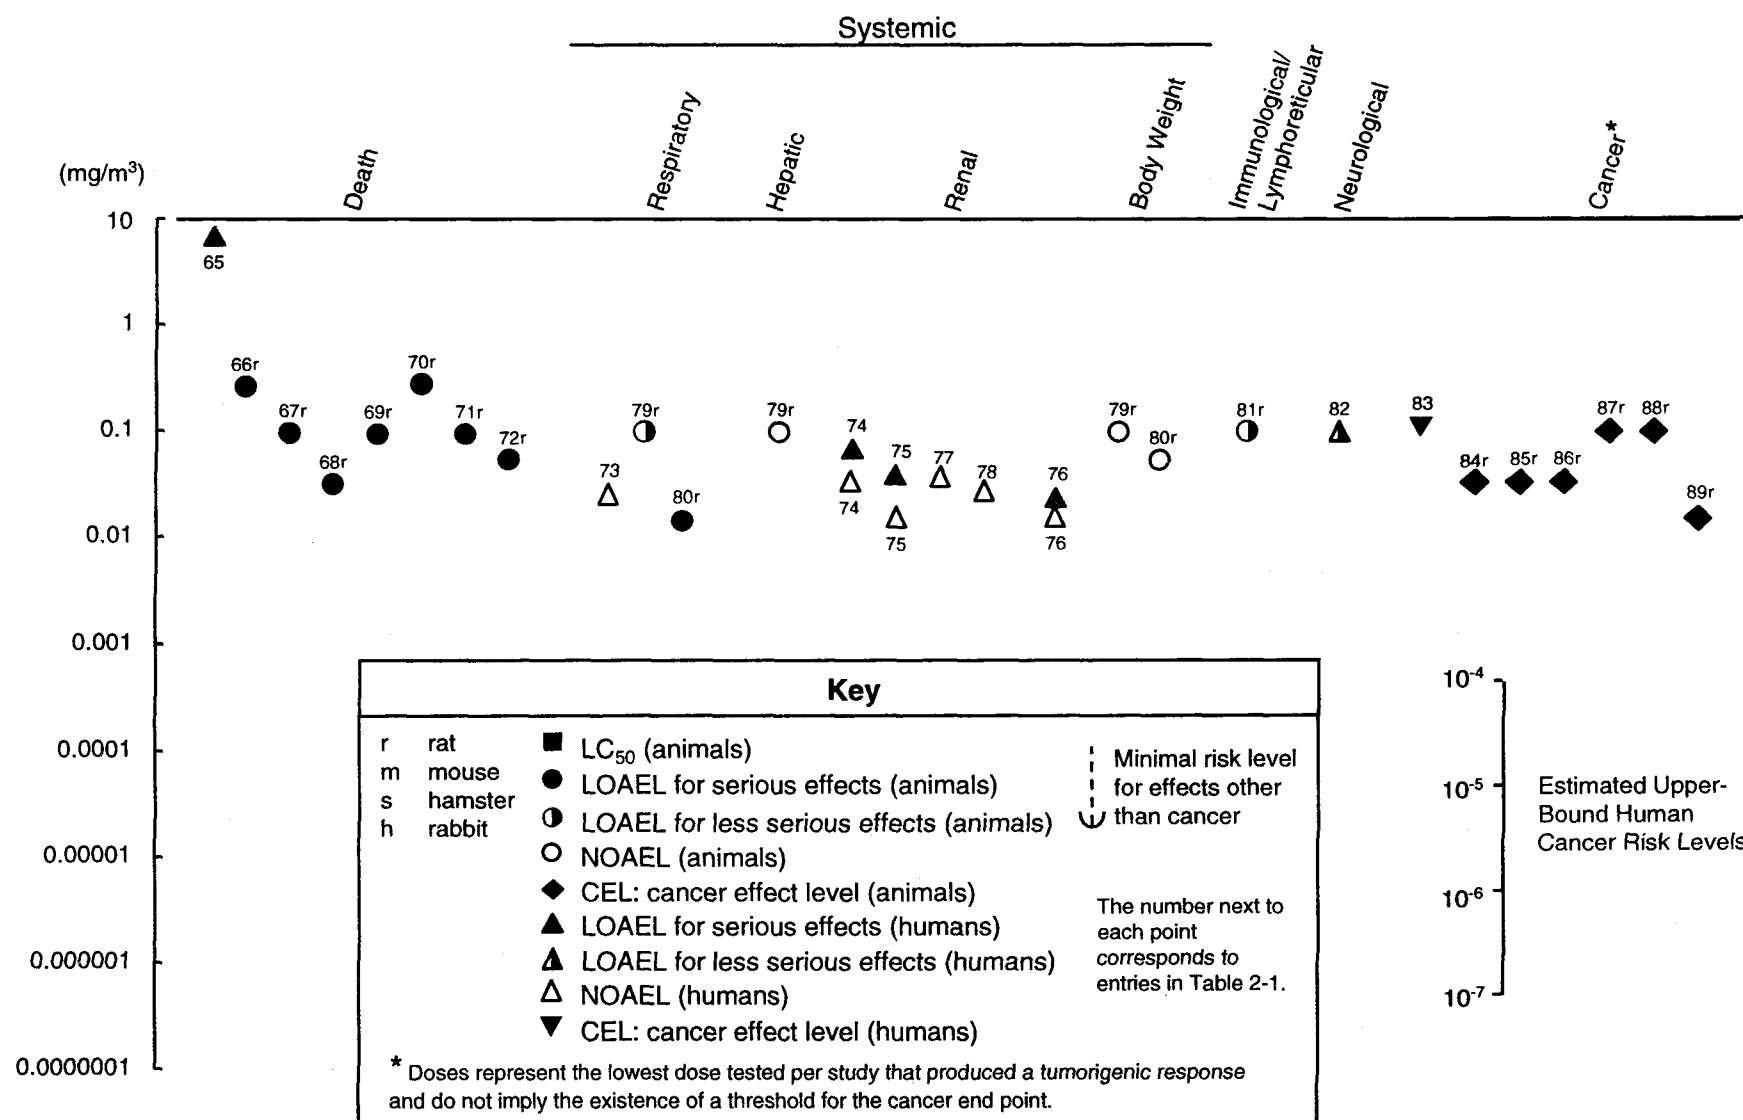 Systemic
(mg/m³)
Death
Respiratory
Hepatic
Renal
Body Weight
Immunological/
Lymphoreticular
Neurological
Cancer*
10
65
1
66r
67r
68r
69r
70r
71r
72r
73
79r
80r
79r
74
74
75
75
77
78
76
76
79r
80r
81r
82
83
84r
85r
86r
87r
88r
89r
0.1
0.01
0.001
0.0001
0.00001
0.000001
0.0000001
Key
r rat
m mouse
s hamster
h rabbit
LC₅₀ (animals)
LOAEL for serious effects (animals)
LOAEL for less serious effects (animals)
NOAEL (animals)
CEL: cancer effect level (animals)
LOAEL for serious effects (humans)
LOAEL for less serious effects (humans)
NOAEL (humans)
CEL: cancer effect level (humans)
Minimal risk level
for effects other
than cancer
The number next to
each point
corresponds to
entries in Table 2-1.
* Doses represent the lowest dose tested per study that produced a tumorigenic response
and do not imply the existence of a threshold for the cancer end point.
10⁻⁴
10⁻⁵
10⁻⁶
10⁻⁷
Estimated Upper-
Bound Human
Cancer Risk Levels